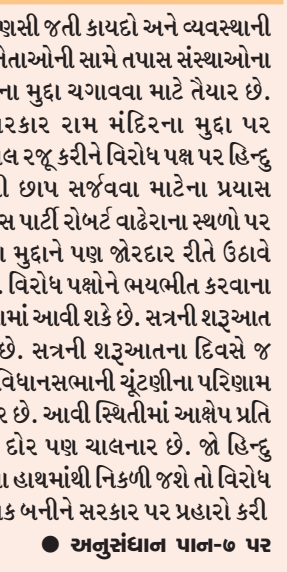 ણસી જતી કાયદો અને વ્યવસ્થાની
નેતાઓની સામે તપાસ સંસ્થાઓના
ના મુદ્દા ચગાવવા માટે તૈયાર છે.
રકાર રામ મંદિરના મુદ્દા પર
લ રજૂ કરીને વિરોધ પક્ષ પર હિન્દુ
ી છાપ સર્જવવા માટેના પ્રયાસ
સ પાર્ટી રોબર્ટ વાઢેરાના સ્થળો પર
ા મુદ્દાને પણ જોરદાર રીતે ઉઠાવે
. વિરોધ પક્ષોને ભયભીત કરવાના
ામાં આવી શકે છે. સત્રની શરૂઆત
છે. સત્રની શરૂઆતના દિવસે જ
વિધાનસભાની ચૂંટણીના પરિણામ
ર છે. આવી સ્થિતીમાં આક્ષેપ પ્રતિ
દોર પણ ચાલનાર છે. જો હિન્દુ
ા હાથમાંથી નિકળી જશે તો વિરોધ
ક બનીને સરકાર પર પ્રહારો કરી
● અનુસંધાન પાન-૭ પર